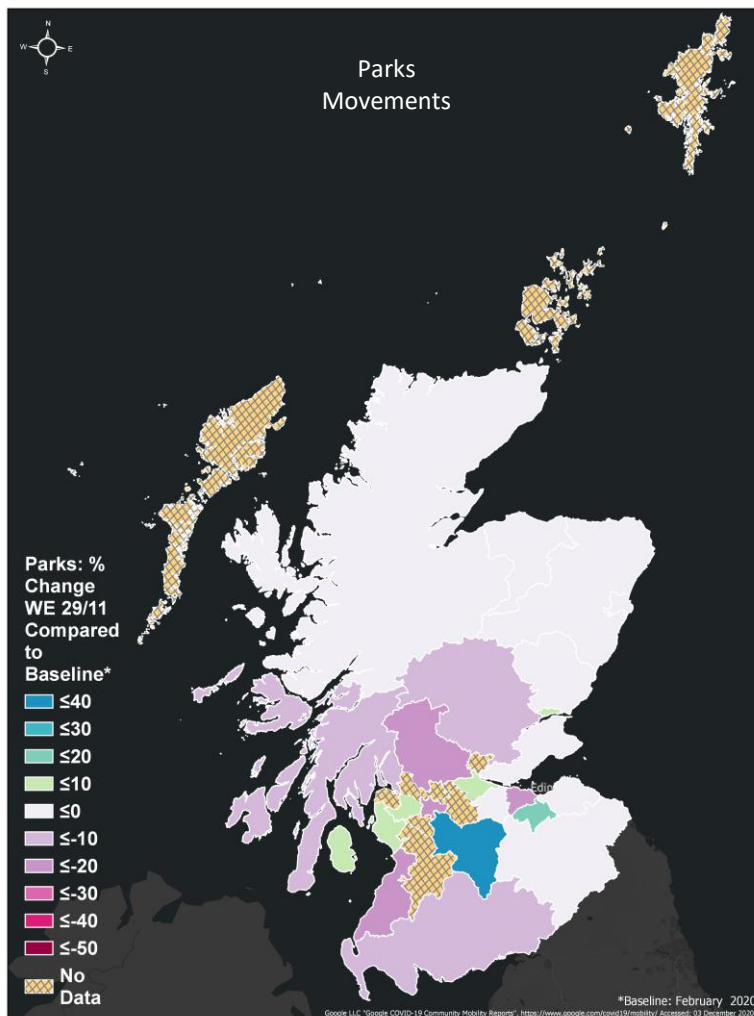 N
W
E
S
Parks
Movements
Parks: %
Change
WE 29/11
Compared
to
Baseline*
≤40
≤30
≤20
≤10
≤0
≤-10
≤-20
≤-30
≤-40
≤-50
No
Data
Edin
*Baseline: February 2020
Google LLC "Google COVID-19 Community Mobility Reports". https://www.google.com/covid19/mobility/ Accessed: 03 December 2020